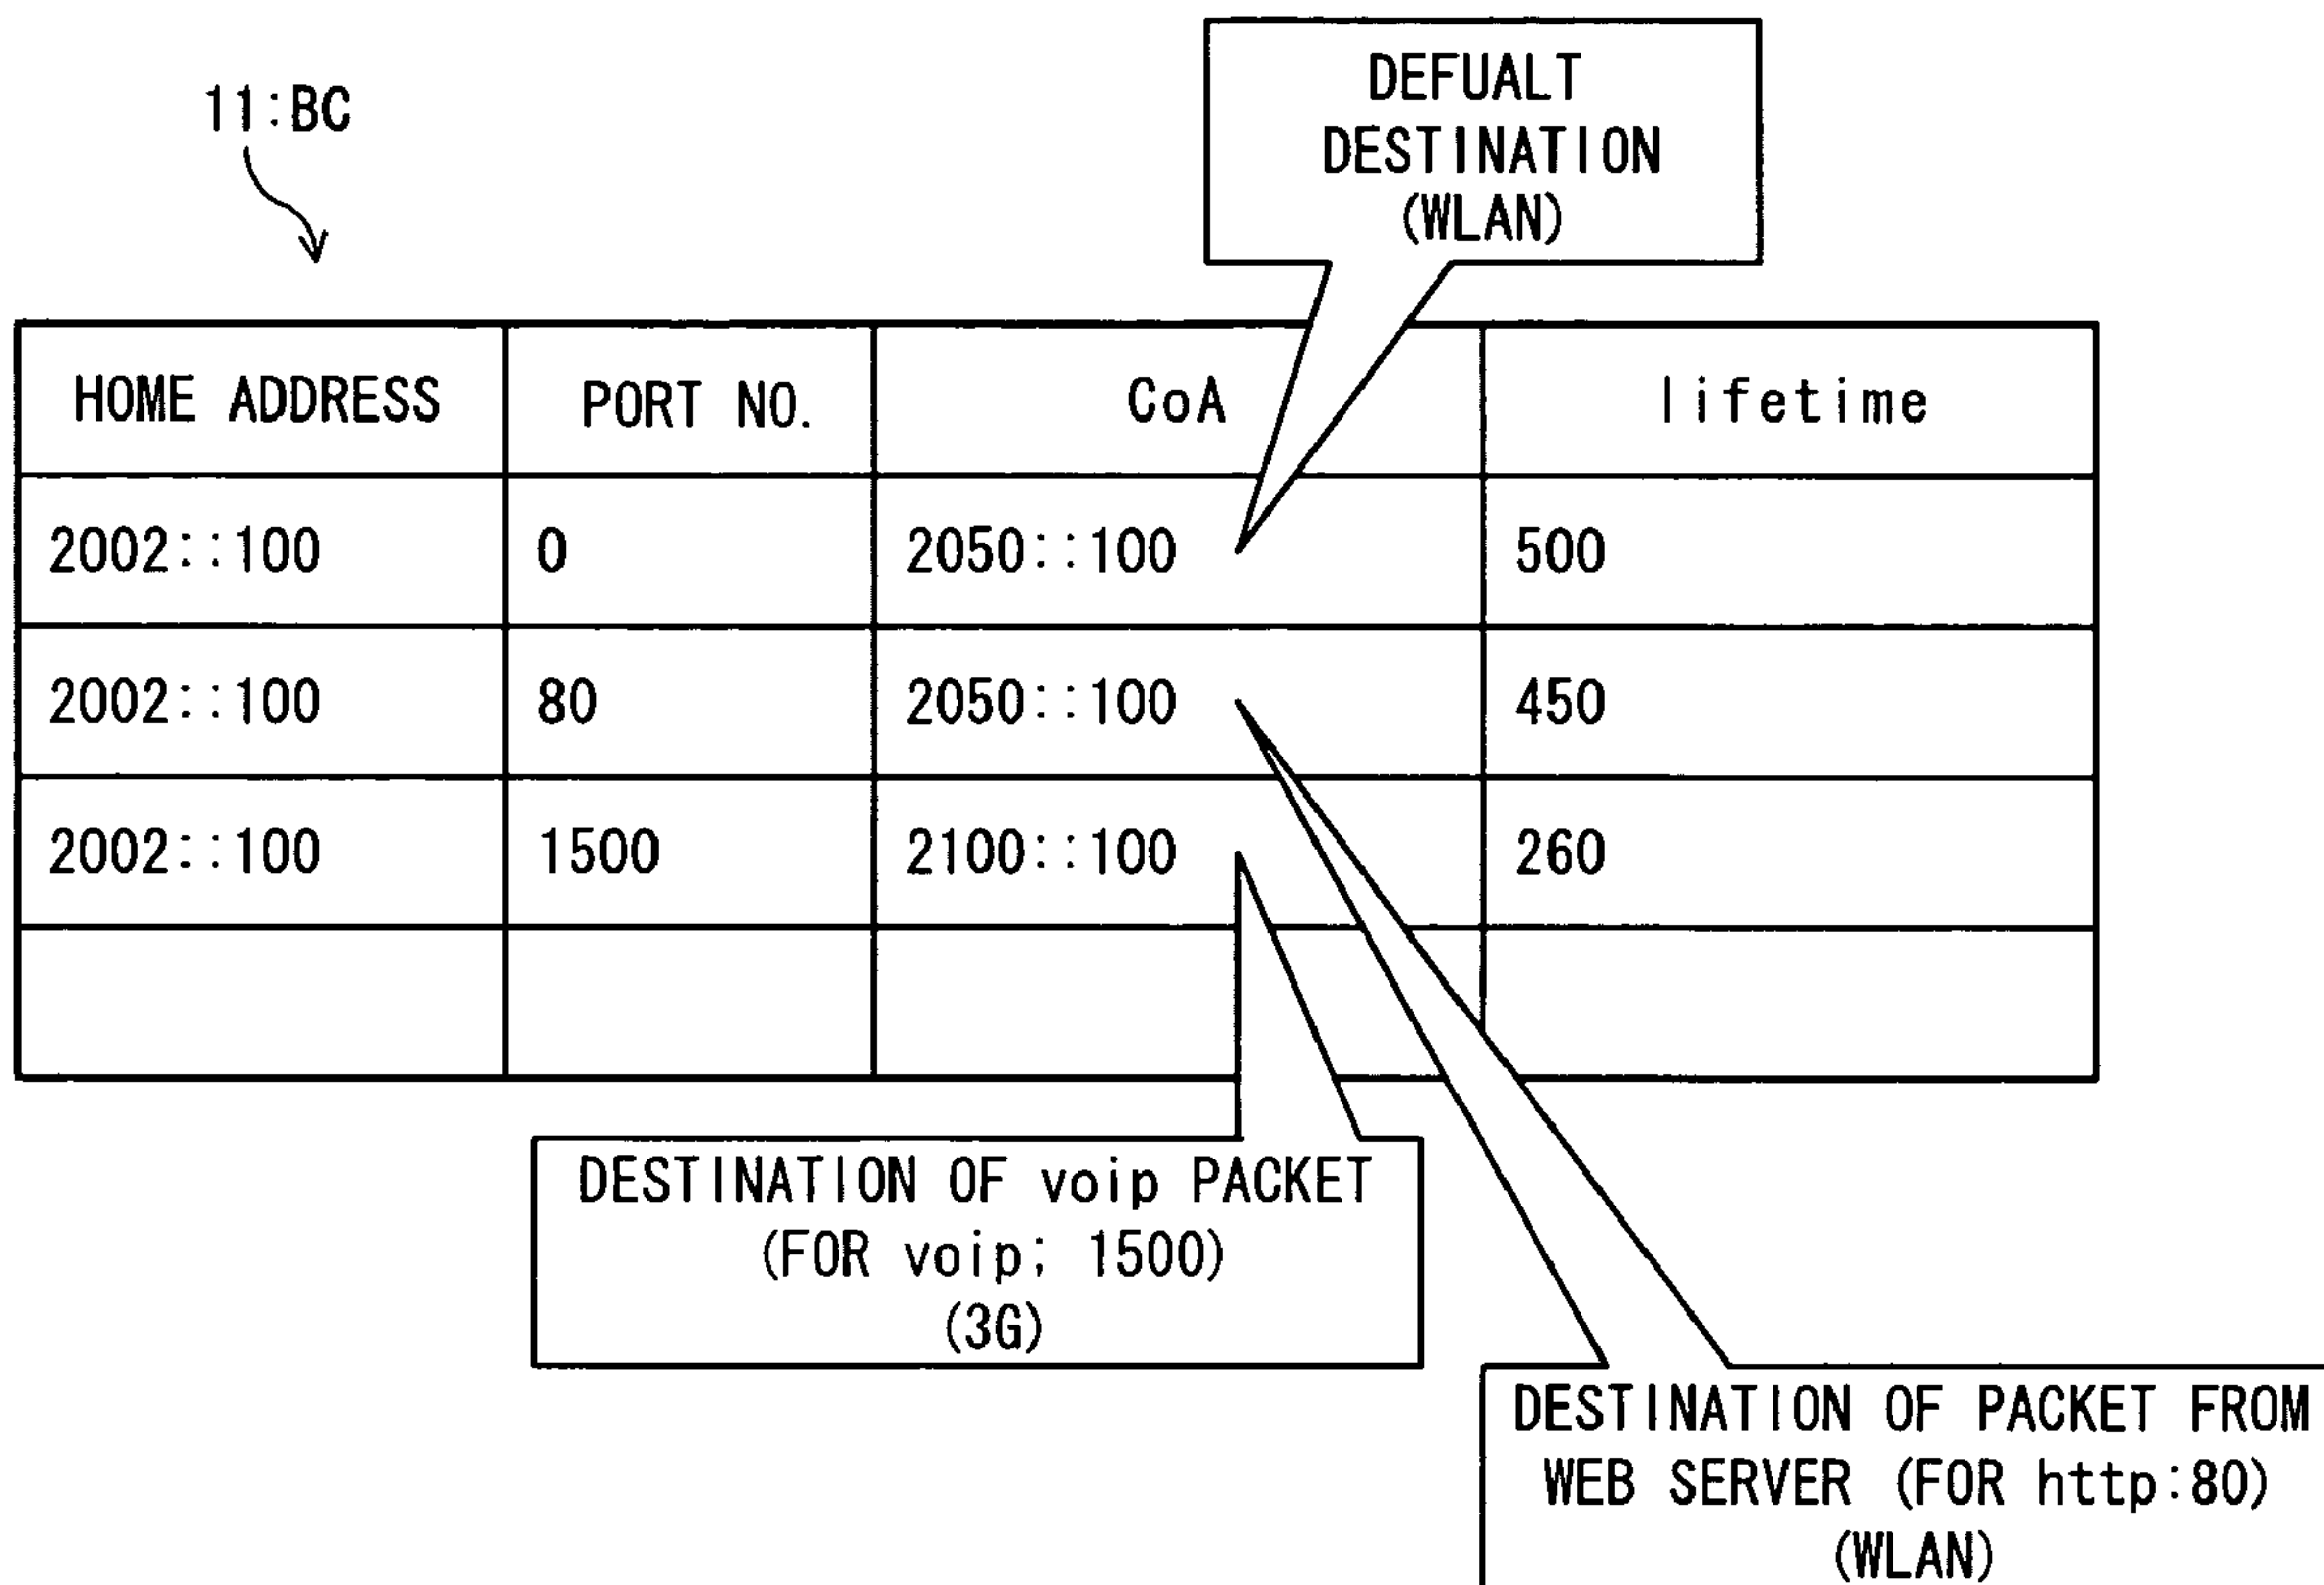 DEFUALT
DESTINATION
(WLAN)
11:BC
HOME ADDRESS PORT NO. CoA lifetime
2002::100 0 2050::100 500
2002::100 80 2050::100 450
2002::100 1500 2100::100 260
DESTINATION OF voip PACKET
(FOR voip; 1500)
(3G)
DESTINATION OF PACKET FROM
WEB SERVER (FOR http:80)
(WLAN)